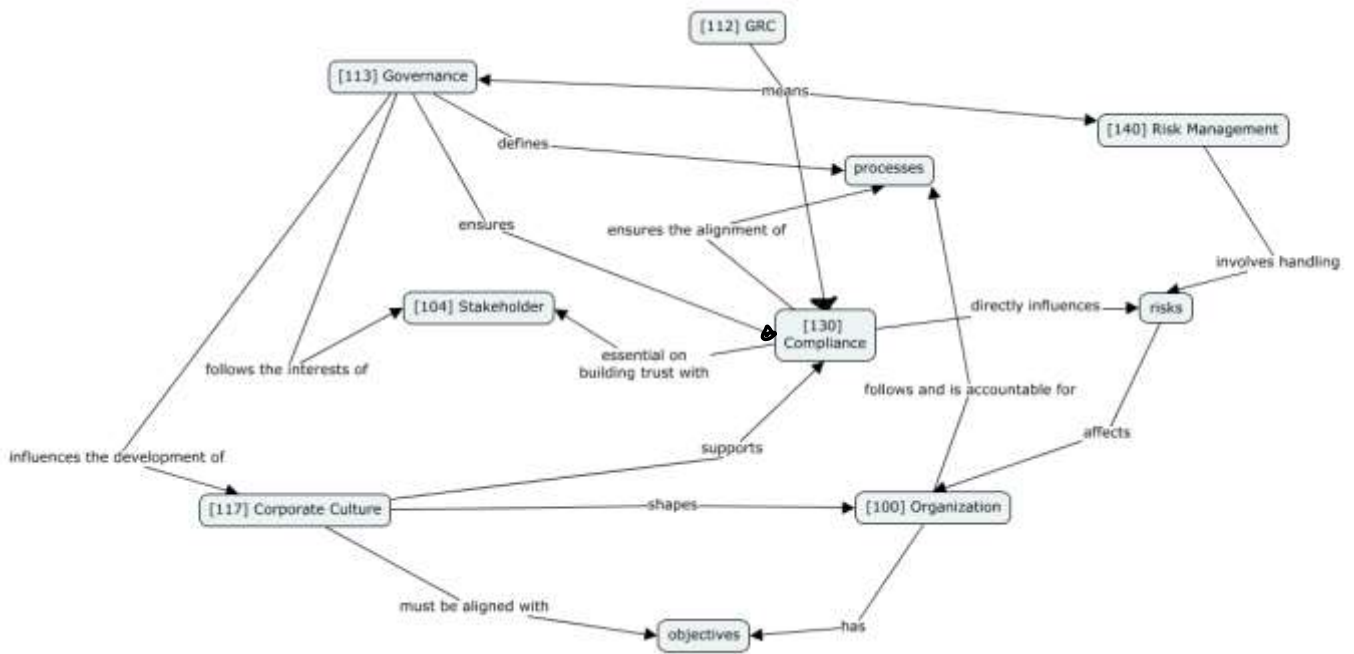 [112] GRC
[113] Governance
means
[140] Risk Management
defines
processes
ensures
ensures the alignment of
involves handling
[104] Stakeholder
directly influences
risks
[130]
Compliance
essential on
building trust with
follows the interests of
follows and is accountable for
affects
supports
influences the development of
[117] Corporate Culture
shapes
[100] Organization
must be aligned with
has
objectives